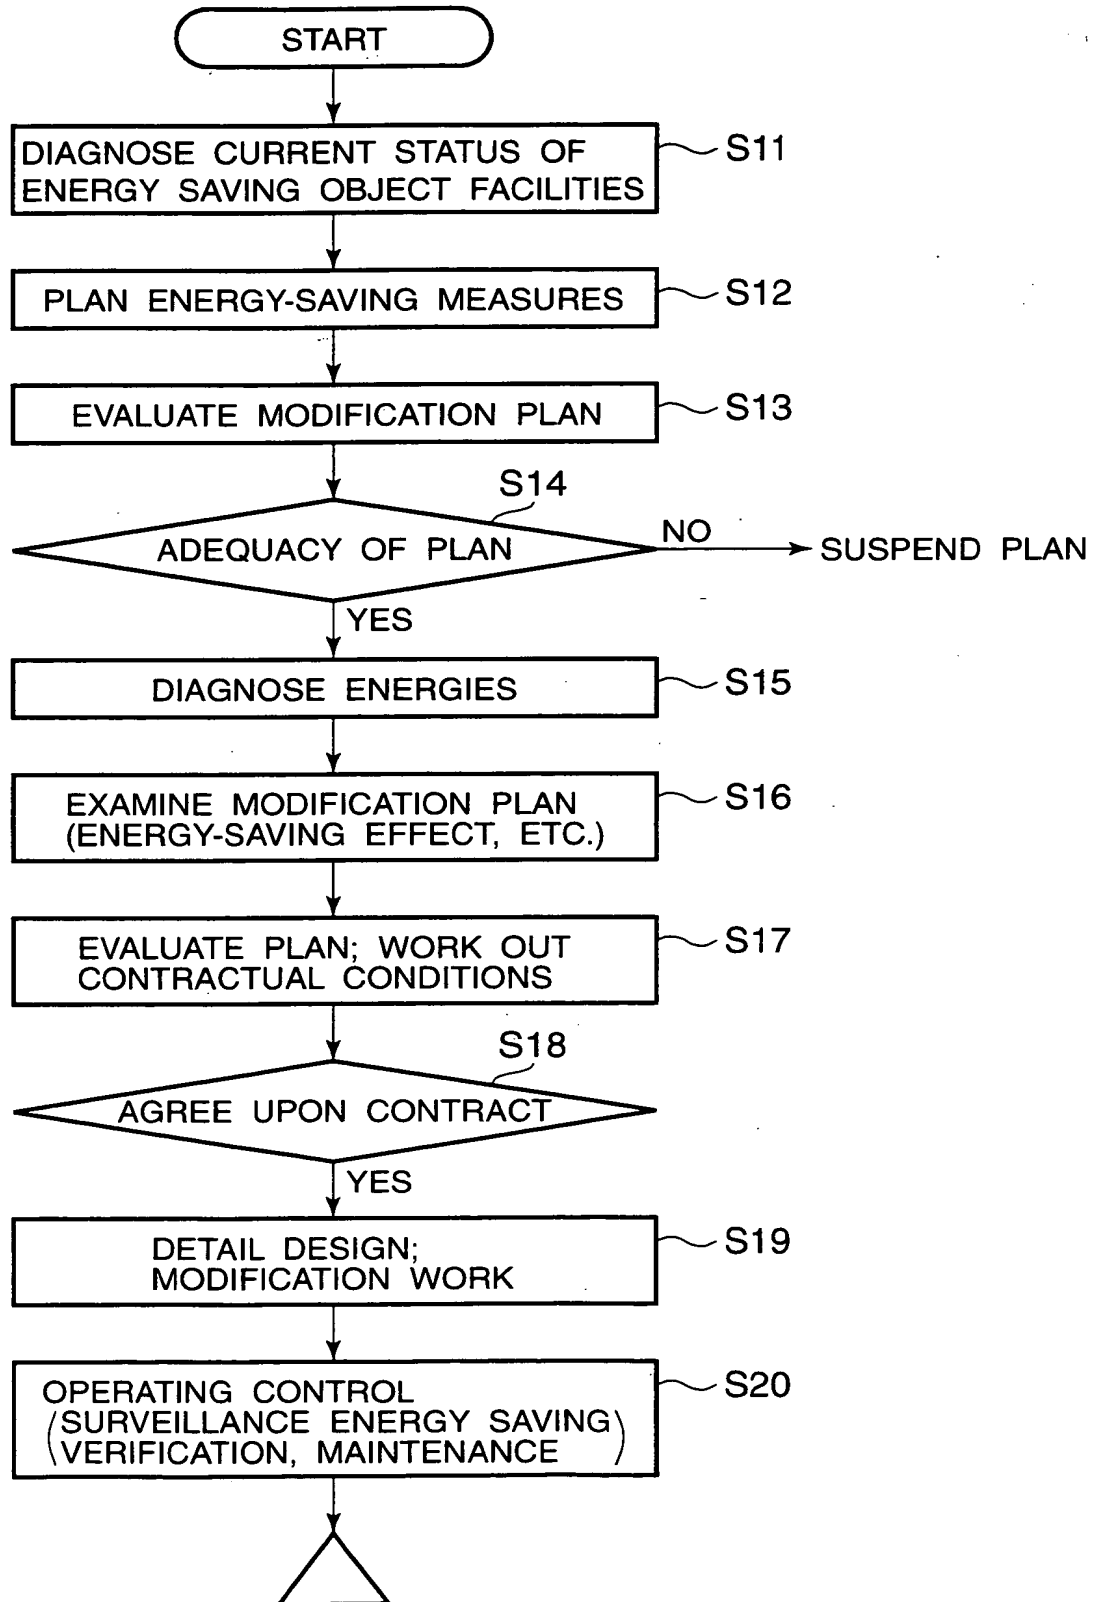 START
DIAGNOSE CURRENT STATUS OF
ENERGY SAVING OBJECT FACILITIES
S11
PLAN ENERGY-SAVING MEASURES
S12
EVALUATE MODIFICATION PLAN
S13
S14
ADEQUACY OF PLAN
NO
SUSPEND PLAN
YES
DIAGNOSE ENERGIES
S15
EXAMINE MODIFICATION PLAN
(ENERGY-SAVING EFFECT, ETC.)
S16
EVALUATE PLAN; WORK OUT
CONTRACTUAL CONDITIONS
S17
S18
AGREE UPON CONTRACT
YES
DETAIL DESIGN;
MODIFICATION WORK
S19
OPERATING CONTROL
(SURVEILLANCE ENERGY SAVING
VERIFICATION, MAINTENANCE)
S20